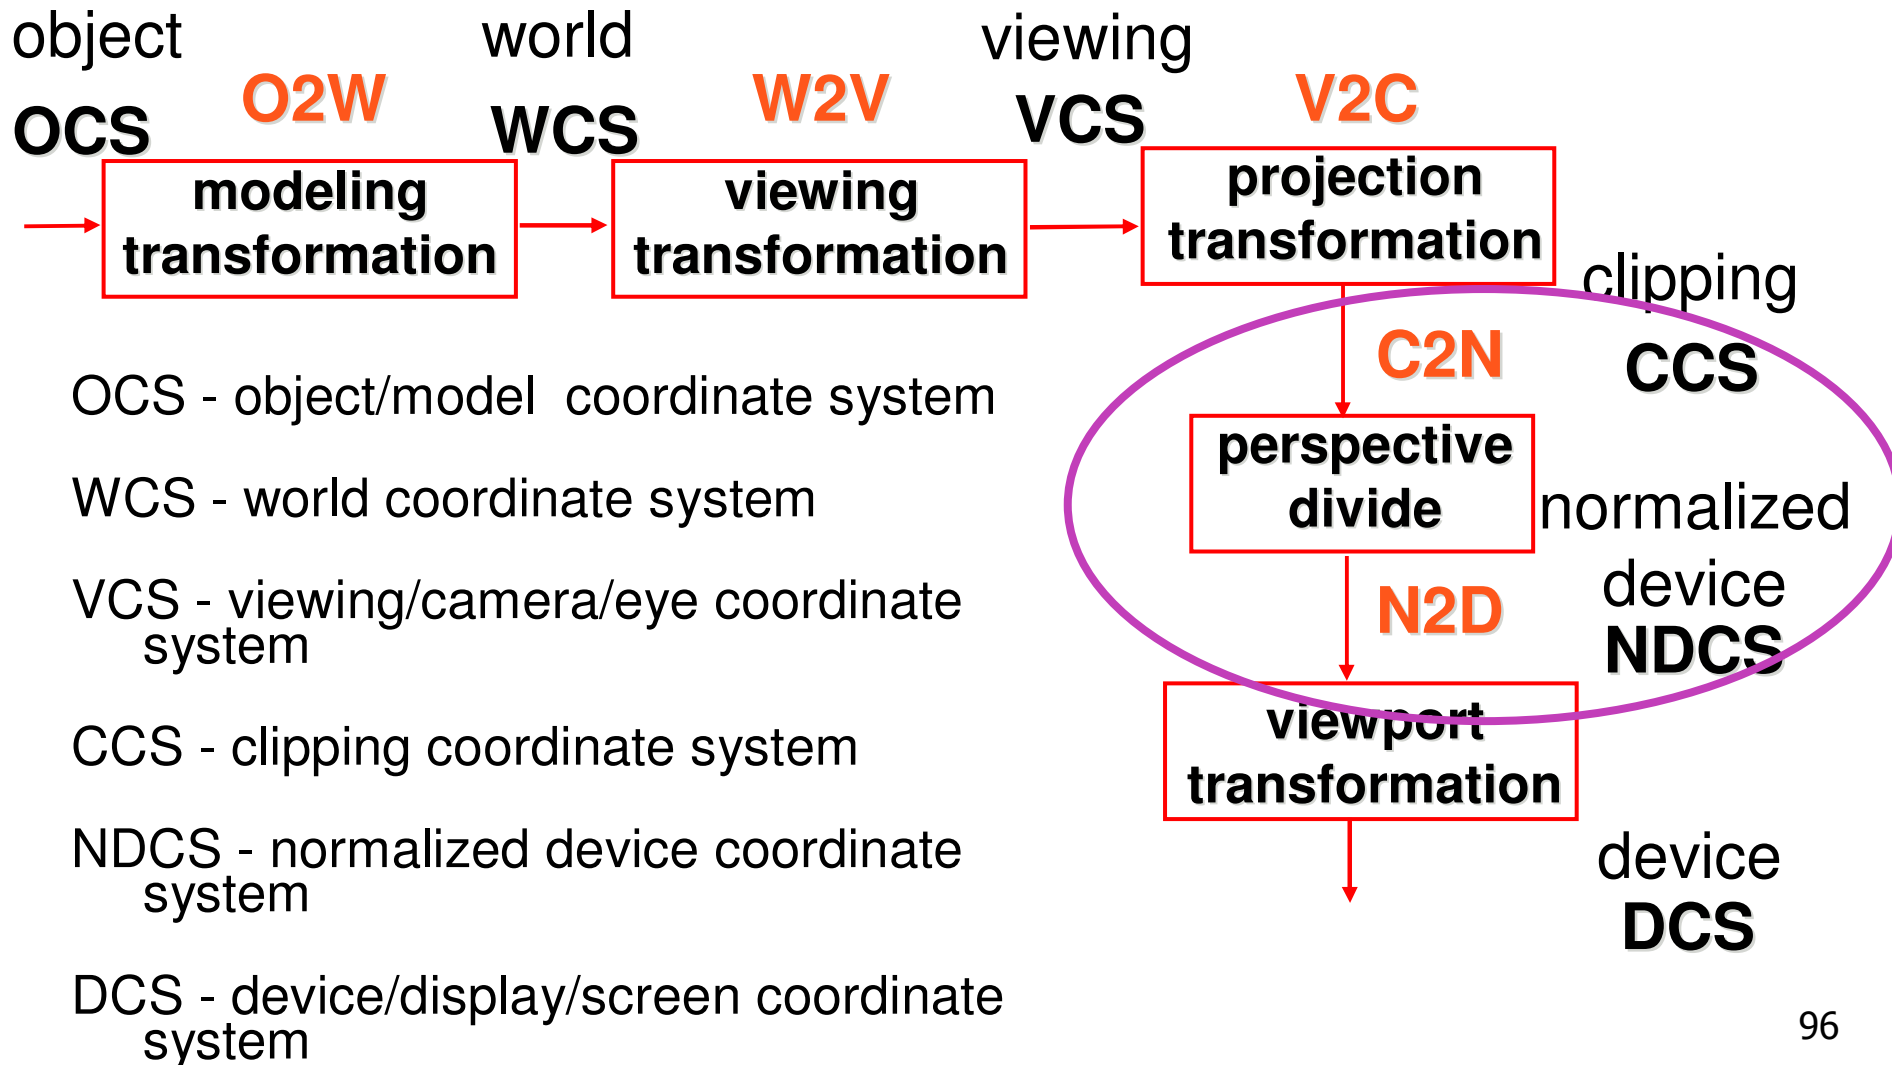 object
world
viewing
O2W
W2V
V2C
OCS
WCS
VCS
modeling
transformation
viewing
transformation
projection
transformation
clipping
C2N
CCS
OCS - object/model coordinate system
perspective
divide
WCS - world coordinate system
normalized
device
VCS - viewing/camera/eye coordinate
system
N2D
NDCS
viewport
transformation
CCS - clipping coordinate system
NDCS - normalized device coordinate
system
device
DCS
DCS - device/display/screen coordinate
system
96